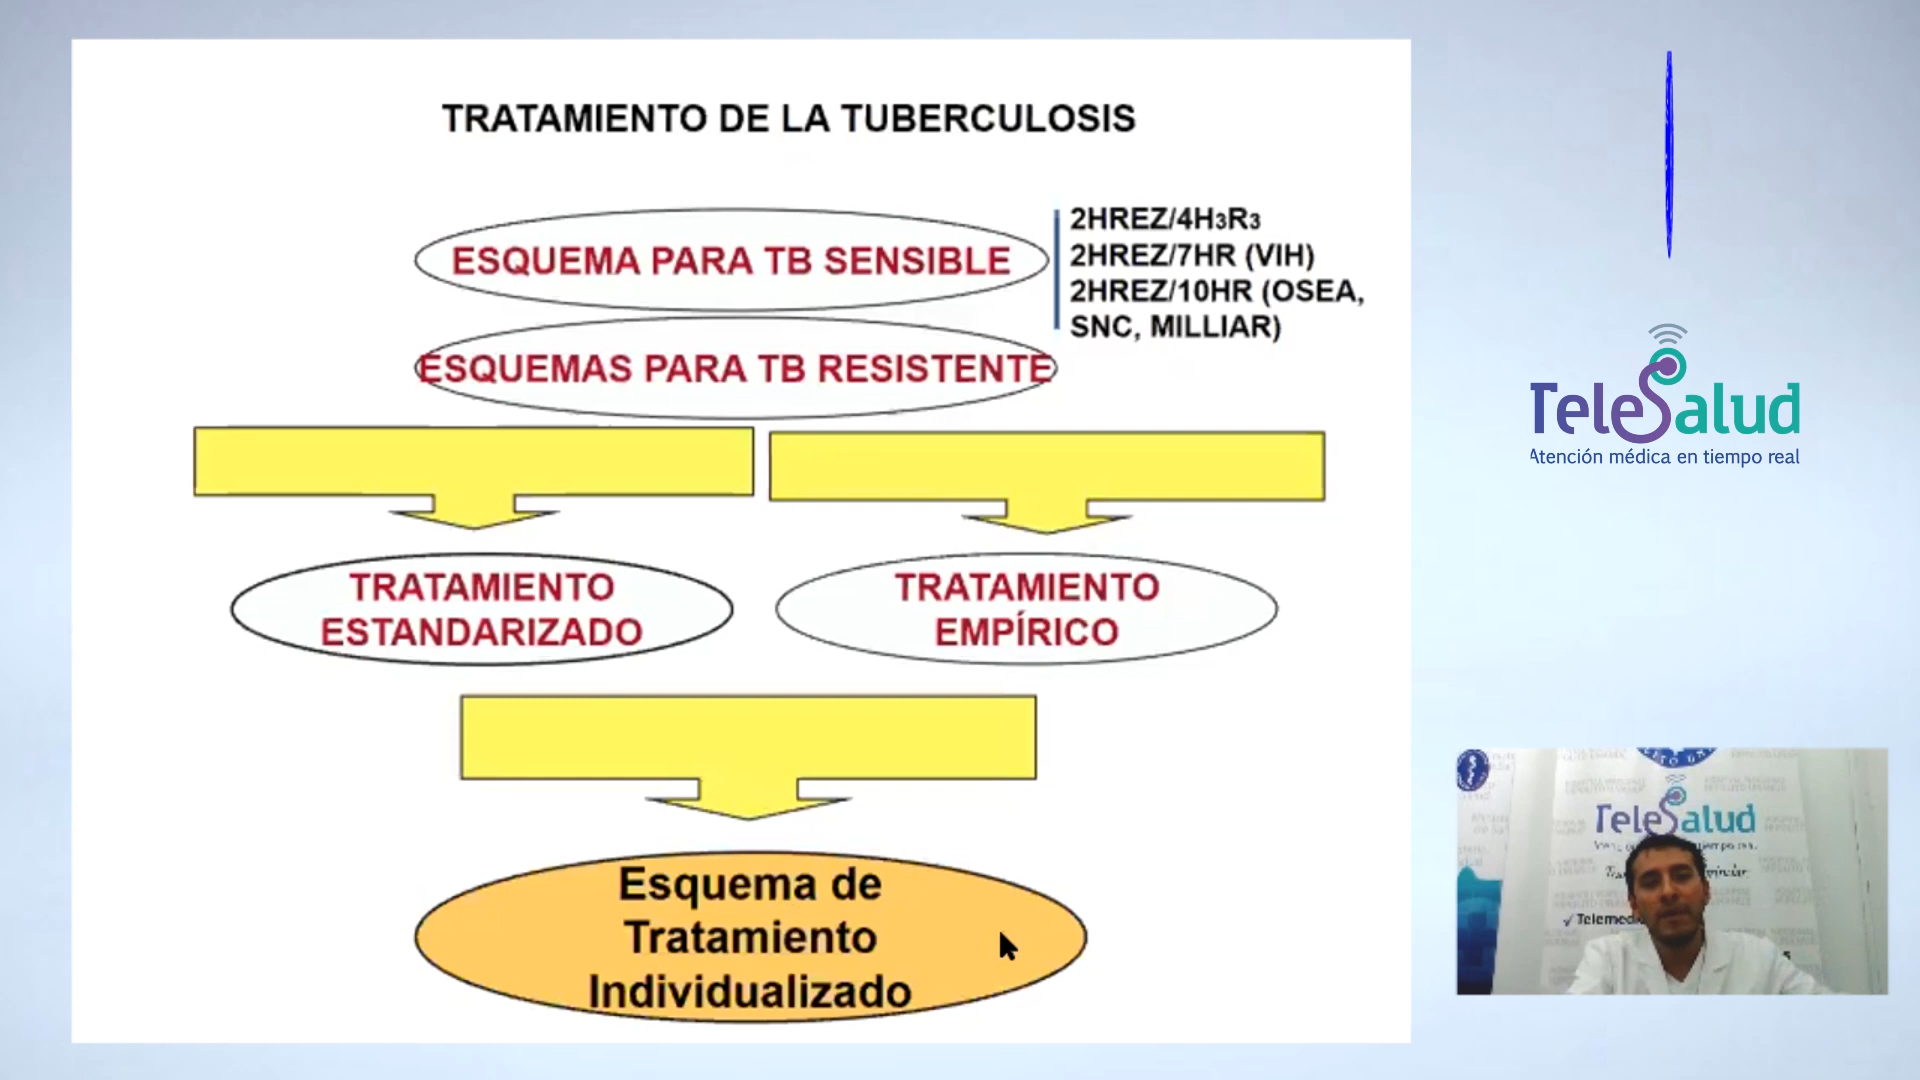 TRATAMIENTO DE LA TUBERCULOSIS
ESQUEMA PARA TB SENSIBLE
2HREZ/4H3R3
2HREZ/7HR (VIH)
2HREZ/10HR (OSEA,
SNC, MILLIAR)
ESQUEMAS PARA TB RESISTENTE
TRATAMIENTO
ESTANDARIZADO
TRATAMIENTO
EMPÍRICO
Esquema de
Tratamiento
Individualizado
TeleSalud
Atención médica en tiempo real
TeleSalud